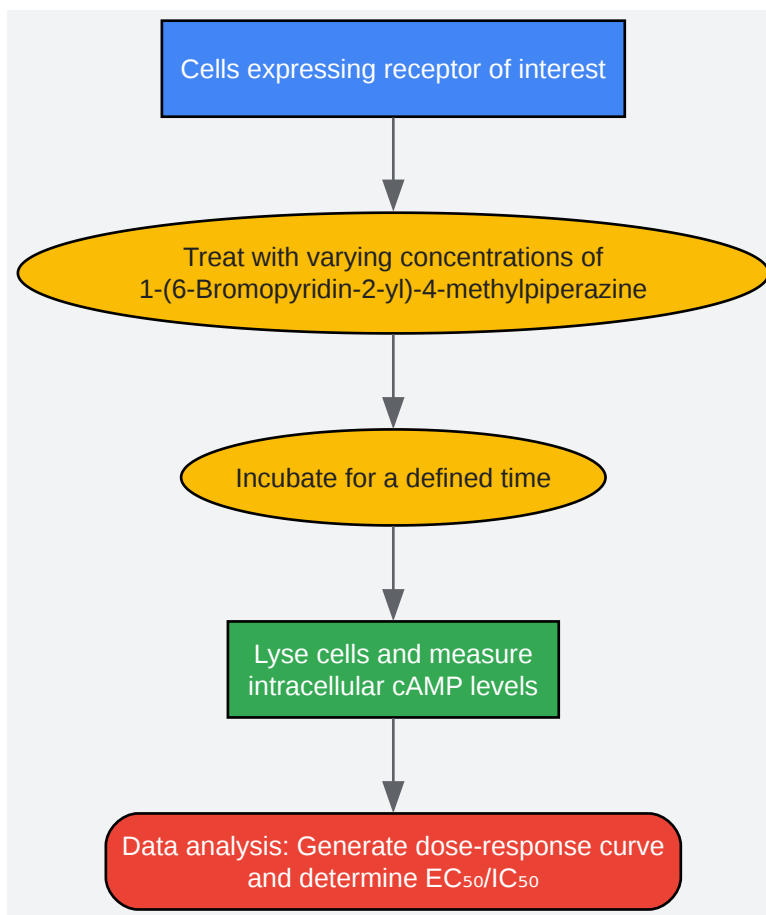 Cells expressing receptor of interest
Treat with varying concentrations of
1-(6-Bromopyridin-2-yl)-4-methylpiperazine
Incubate for a defined time
Lyse cells and measure
intracellular cAMP levels
Data analysis: Generate dose-response curve
and determine EC₅₀/IC₅₀